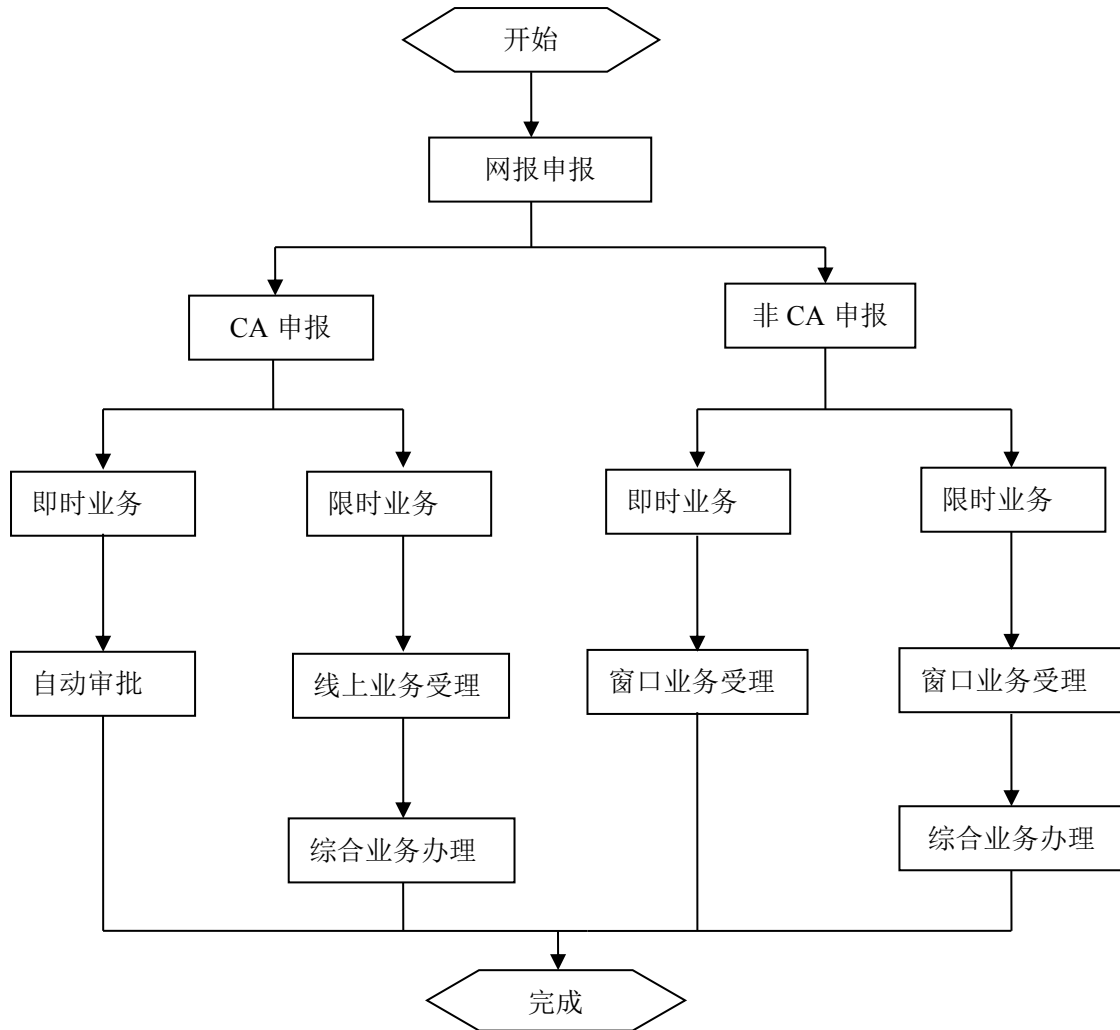 开始
网报申报
CA 申报
非 CA 申报
即时业务
限时业务
即时业务
限时业务
自动审批
线上业务受理
窗口业务受理
窗口业务受理
综合业务办理
综合业务办理
完成